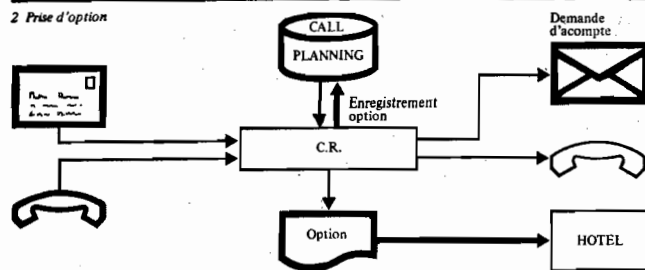 2 Prise d'option
Demande
d'acompte
CALL
PLANNING
Enregistrement
option
C.R.
Option
HOTEL